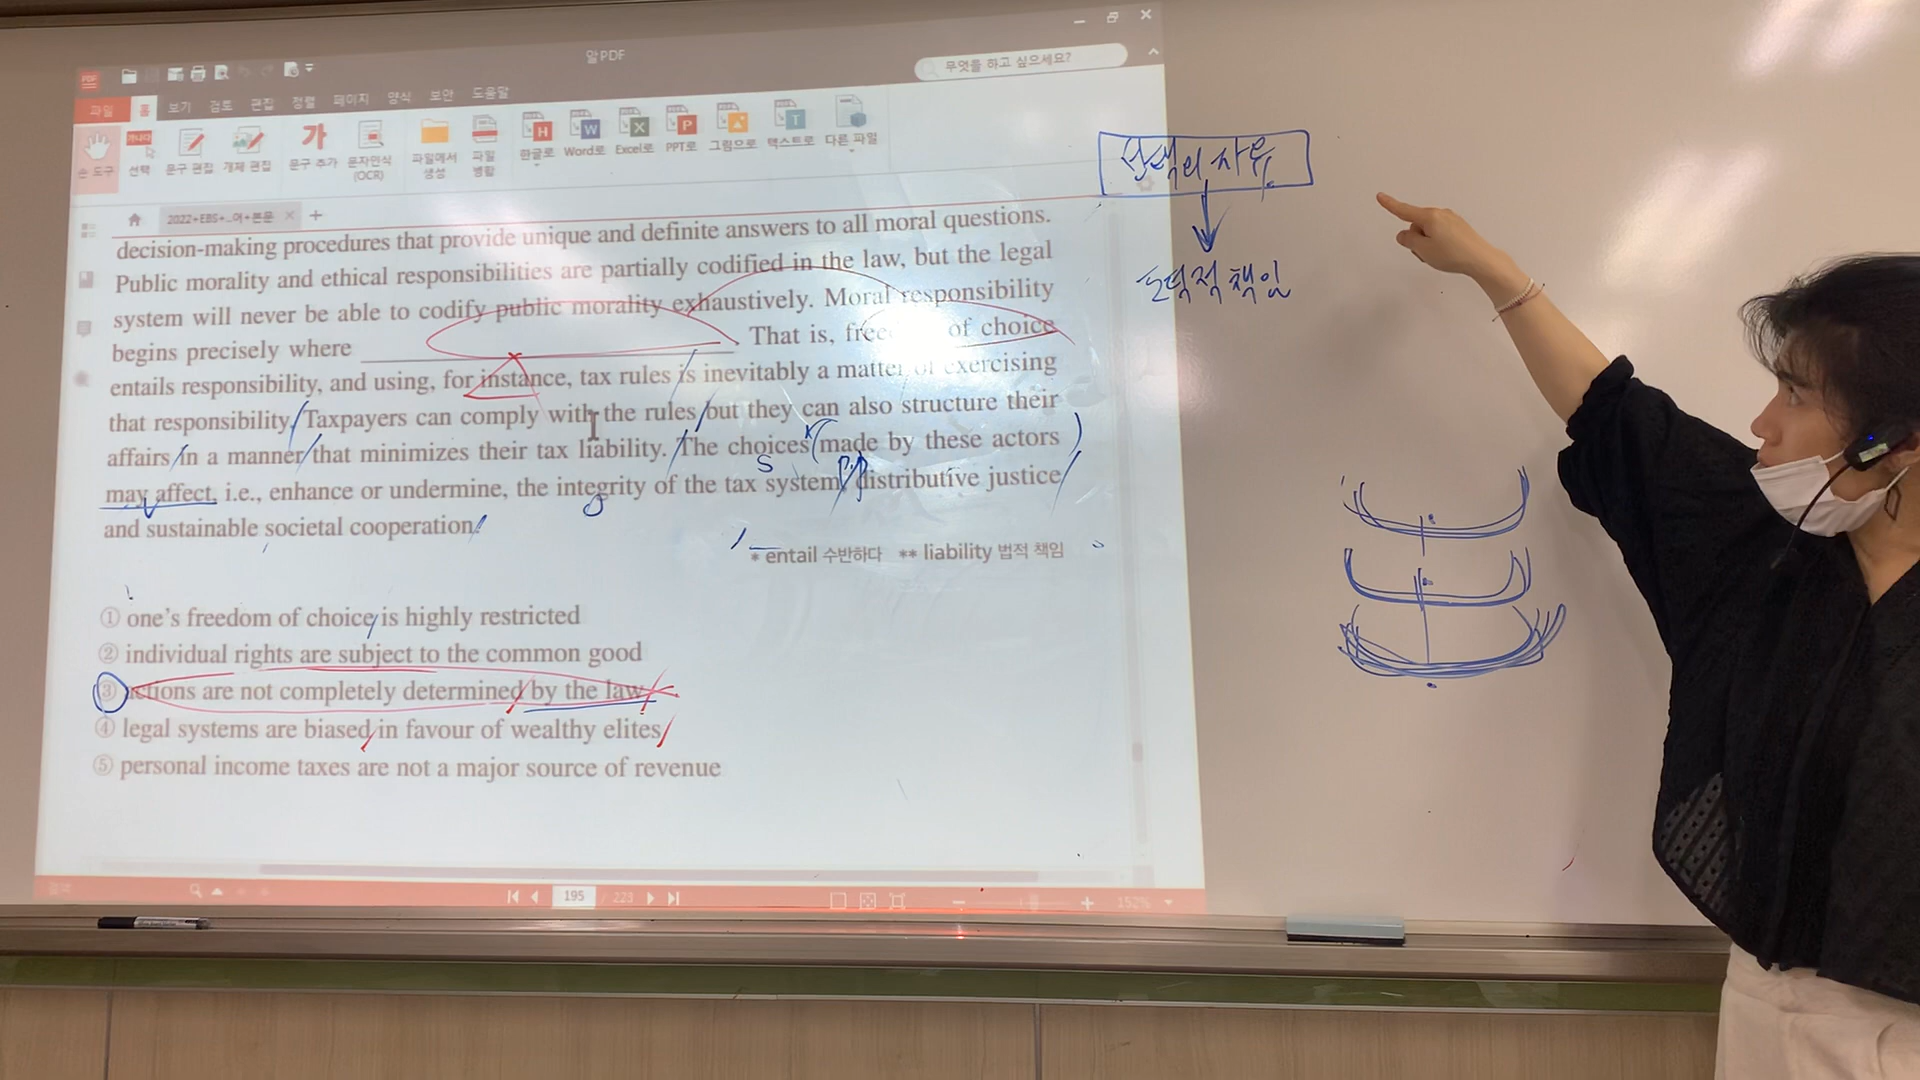 알PDF
무엇을 하고 싶으세요?
파일 홈 보기 검토 편집 정렬 페이지 양식 보안 도움말
손 도구 선택 문구 편집 개체 편집 문구 추가 문자인식 (OCR) 파일에서 생성 파일 병합 한글로 Word로 Excel로 PPT로 그림으로 텍스트로 다른 파일
2022+EBS+...어+본문
decision-making procedures that provide unique and definite answers to all moral questions.
Public morality and ethical responsibilities are partially codified in the law, but the legal
system will never be able to codify public morality exhaustively. Moral responsibility
begins precisely where . That is, freedom of choice
entails responsibility, and using, for instance, tax rules is inevitably a matter of exercising
that responsibility. Taxpayers can comply with the rules but they can also structure their
affairs in a manner that minimizes their tax liability. The choices made by these actors
may affect, i.e., enhance or undermine, the integrity of the tax system, distributive justice
and sustainable societal cooperation.
* entail 수반하다 ** liability 법적 책임
① one's freedom of choice is highly restricted
② individual rights are subject to the common good
③ actions are not completely determined by the law
④ legal systems are biased in favour of wealthy elites
⑤ personal income taxes are not a major source of revenue
검색
195 / 223
152%
선택의 자유
도덕적 책임
S
O